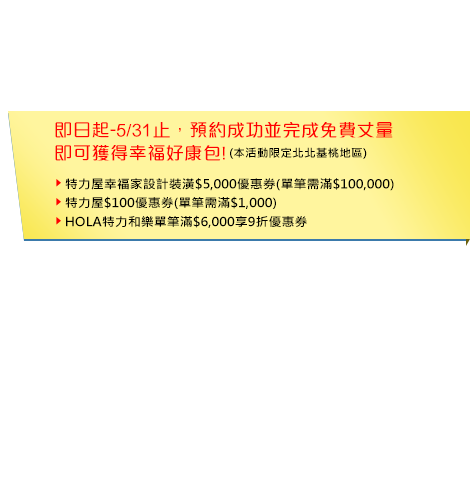 即日起-5/31止，預約成功並完成免費丈量
即可獲得幸福好康包!(本活動限定北北基桃地區)
特力屋幸福家設計裝潢$5,000優惠券(單筆需滿$100,000)
特力屋$100優惠券(單筆需滿$1,000)
HOLA特力和樂單筆滿$6,000享9折優惠券